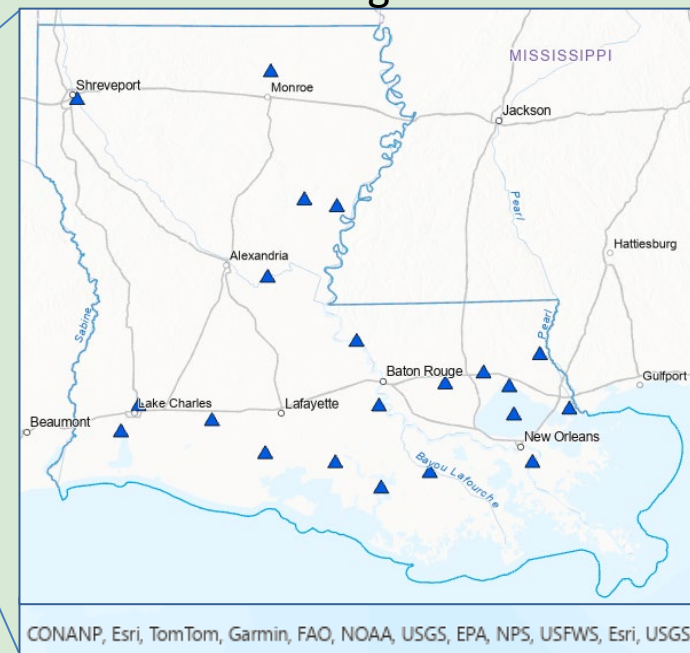 MISSISSIPPI
Shreveport
Monroe
Jackson
Pearl
Hattiesburg
Alexandria
Sabine
Pearl
Baton Rouge
Gulfport
Lake Charles
Lafayette
Beaumont
New Orleans
Bayou Lafourche
CONANP, Esri, TomTom, Garmin, FAO, NOAA, USGS, EPA, NPS, USFWS, Esri, USGS